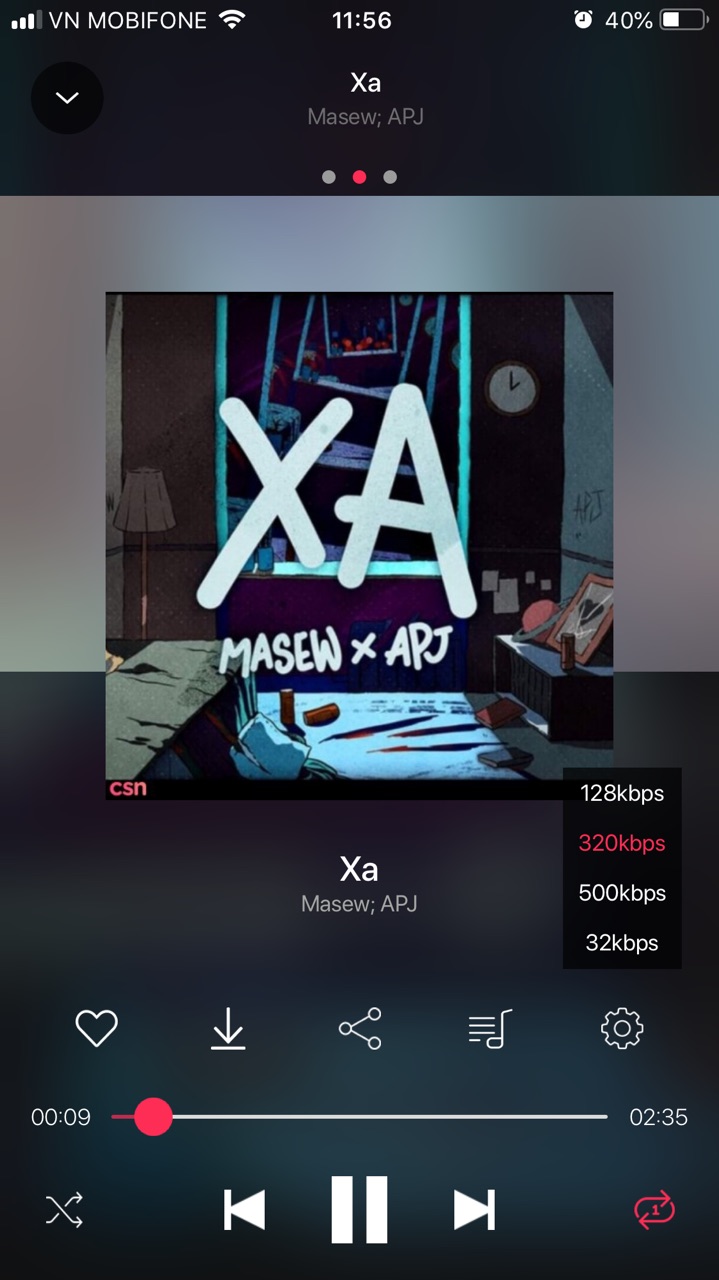 VN MOBIFONE
11:56
40%
Xa
Masew; APJ
XA
APJ
MASEW x APJ
csn
128kbps
320kbps
500kbps
32kbps
Xa
Masew; APJ
00:09
02:35
1